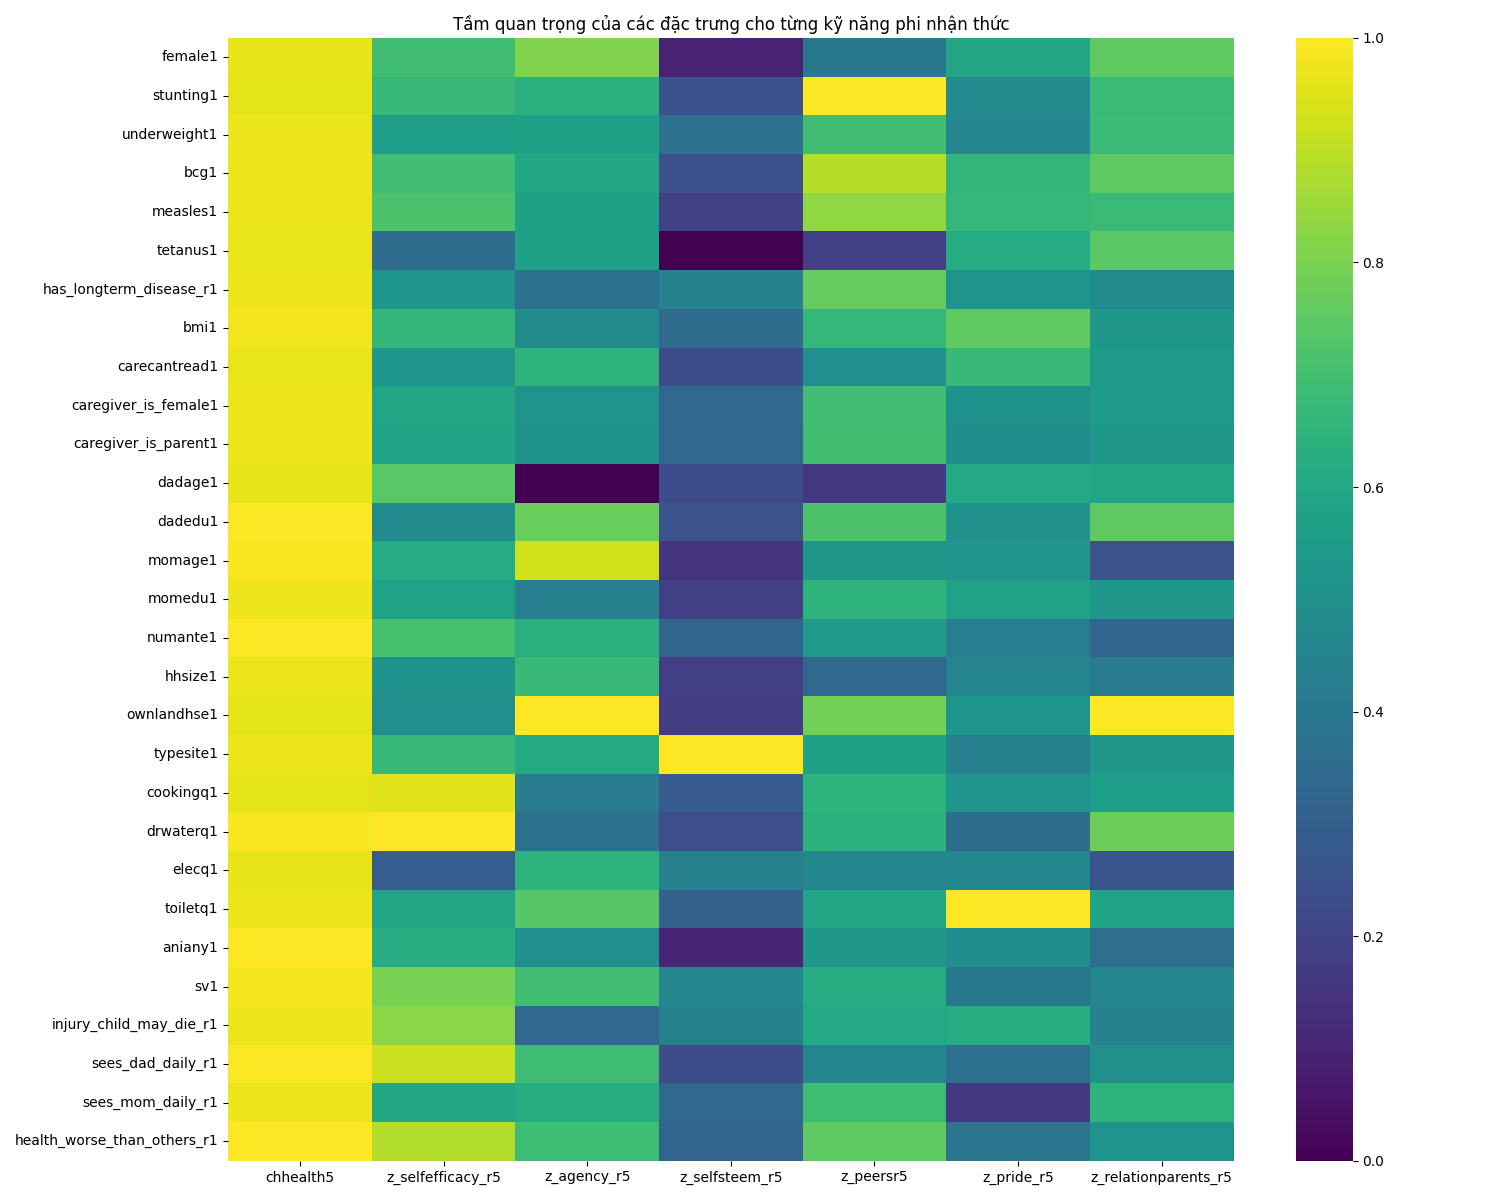 Tầm quan trọng của các đặc trưng cho từng kỹ năng phi nhận thức
female1
stunting1
underweight1
bcg1
measles1
tetanus1
has_longterm_disease_r1
bmi1
carecantread1
caregiver_is_female1
caregiver_is_parent1
dadage1
dadedu1
momage1
momedu1
numante1
hhsize1
ownlandhse1
typesite1
cookingq1
drwaterq1
elecq1
toiletq1
aniany1
sv1
injury_child_may_die_r1
sees_dad_daily_r1
sees_mom_daily_r1
health_worse_than_others_r1
chhealth5 z_selfefficacy_r5 z_agency_r5 z_selfsteem_r5 z_peersr5 z_pride_r5 z_relationparents_r5
1.0
0.8
0.6
0.4
0.2
0.0